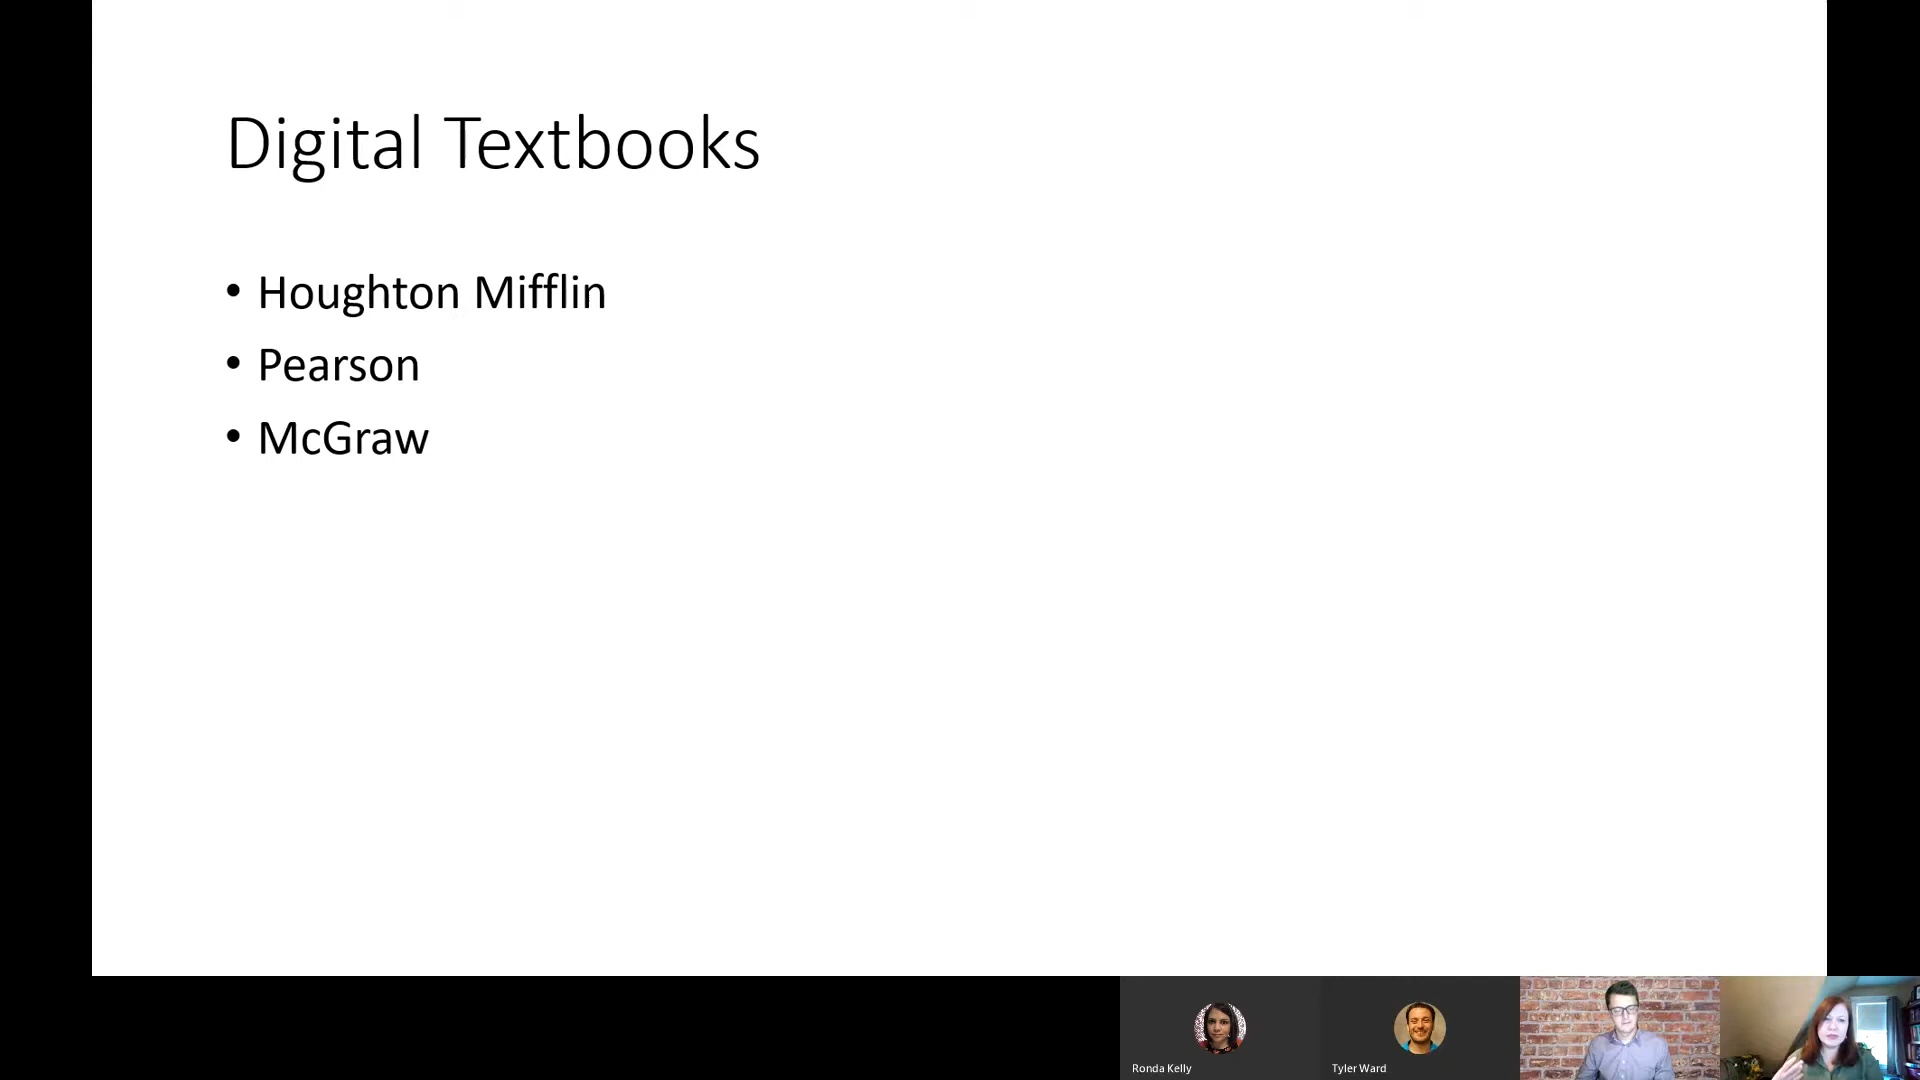 Digital Textbooks
• Houghton Mifflin
• Pearson
• McGraw
Ronda Kelly
Tyler Ward